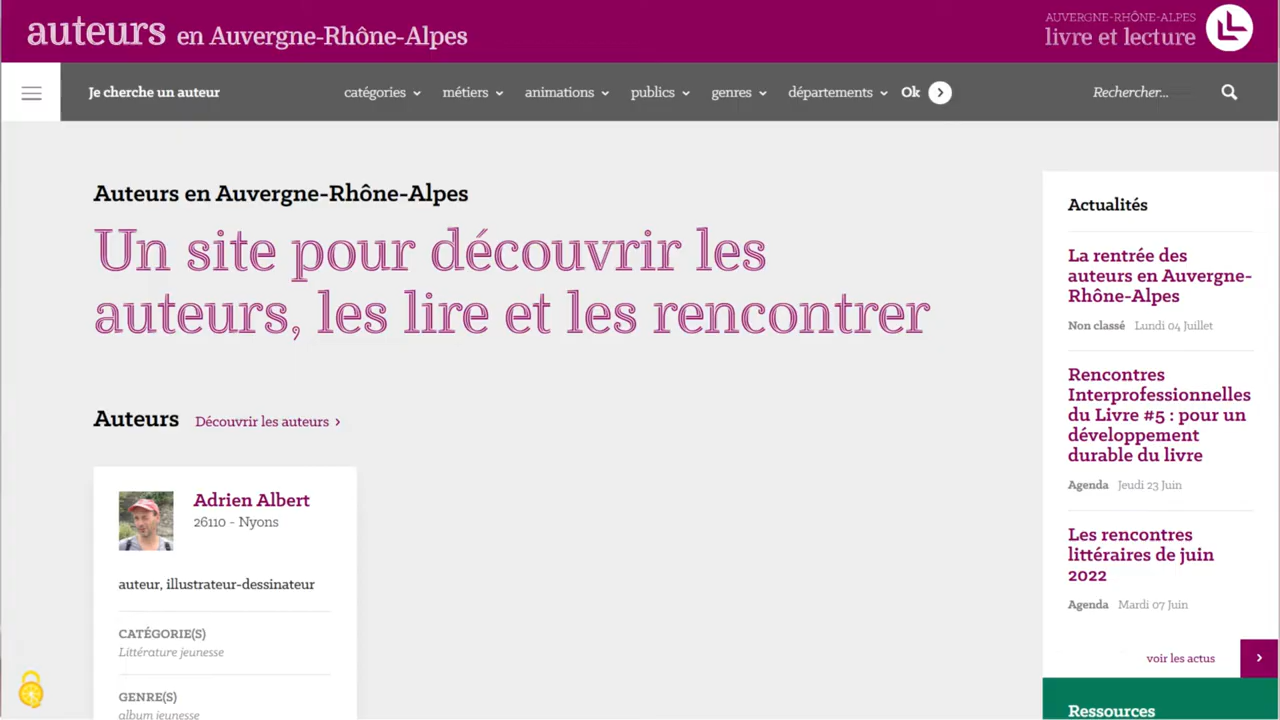 auteurs en Auvergne-Rhône-Alpes
AUVERGNE-RHÔNE-ALPES
livre et lecture
Je cherche un auteur
catégories
métiers
animations
publics
genres
départements
Ok
Rechercher...
Auteurs en Auvergne-Rhône-Alpes
Un site pour découvrir les
auteurs, les lire et les rencontrer
Auteurs
Découvrir les auteurs ›
Adrien Albert
26110 - Nyons
auteur, illustrateur-dessinateur
CATÉGORIE(S)
Littérature jeunesse
GENRE(S)
album jeunesse
Actualités
La rentrée des
auteurs en Auvergne-
Rhône-Alpes
Non classé Lundi 04 Juillet
Rencontres
Interprofessionnelles
du Livre #5 : pour un
développement
durable du livre
Agenda Jeudi 23 Juin
Les rencontres
littéraires de juin
2022
Agenda Mardi 07 Juin
voir les actus
Ressources